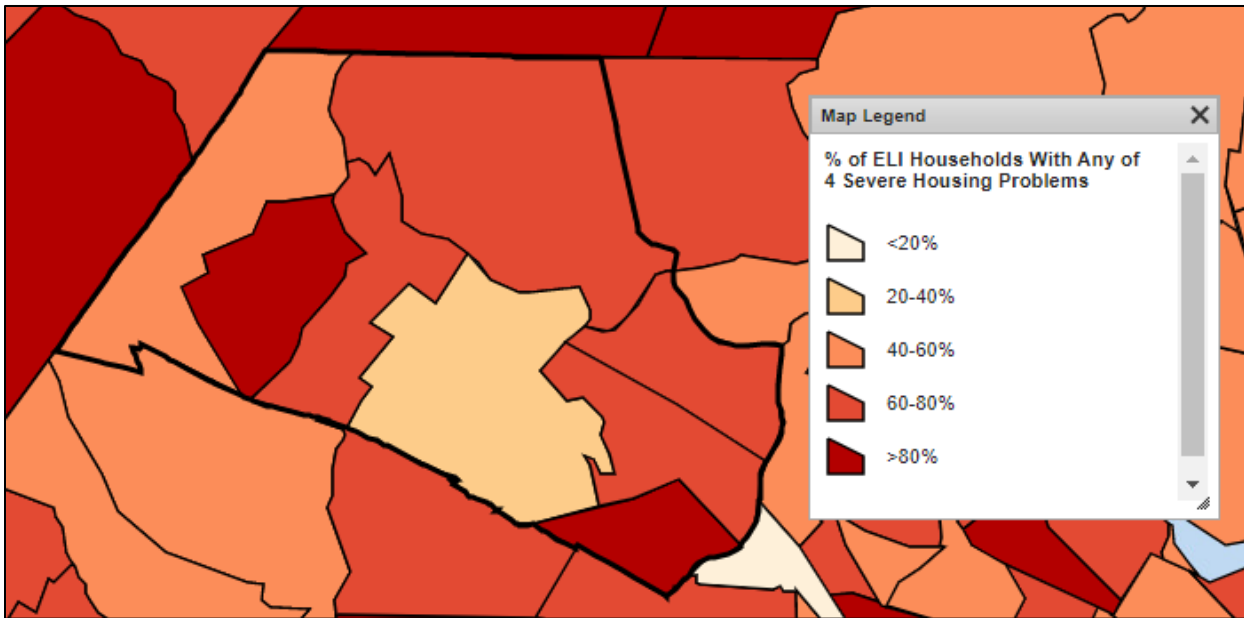 Map Legend
% of ELI Households With Any of
4 Severe Housing Problems
<20%
20-40%
40-60%
60-80%
>80%